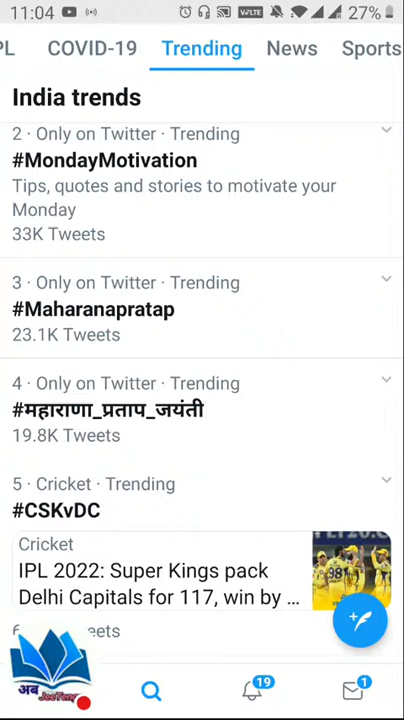 11:04
VoLTE
27%
PL
COVID-19
Trending
News
Sports
India trends
2 · Only on Twitter · Trending
#MondayMotivation
Tips, quotes and stories to motivate your
Monday
33K Tweets
3 · Only on Twitter · Trending
#Maharanapratap
23.1K Tweets
4 · Only on Twitter · Trending
#महाराणा_प्रताप_जयंती
19.8K Tweets
5 · Cricket · Trending
#CSKvDC
Cricket
IPL 2022: Super Kings pack
Delhi Capitals for 117, win by ...
98
अब
19
1